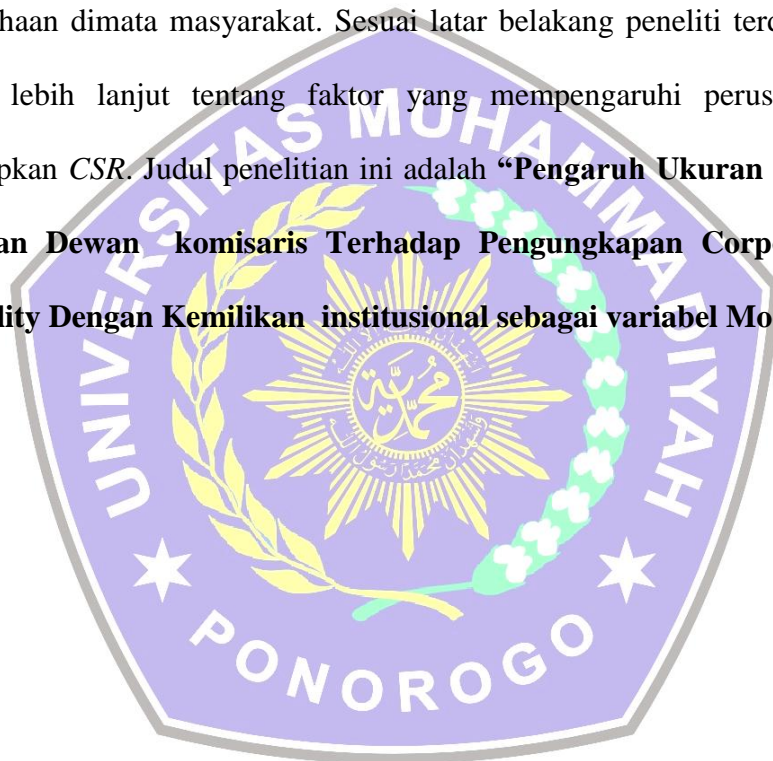 haan dimata masyarakat. Sesuai latar belakang peneliti terd
lebih lanjut tentang faktor yang mempengaruhi perus
pkan CSR. Judul penelitian ini adalah “Pengaruh Ukuran
an Dewan komisaris Terhadap Pengungkapan Corp
lity Dengan Kemilikan institusional sebagai variabel Mo
UNIVERSITAS MUHAMMADIYAH
PONOROGO
محمدية